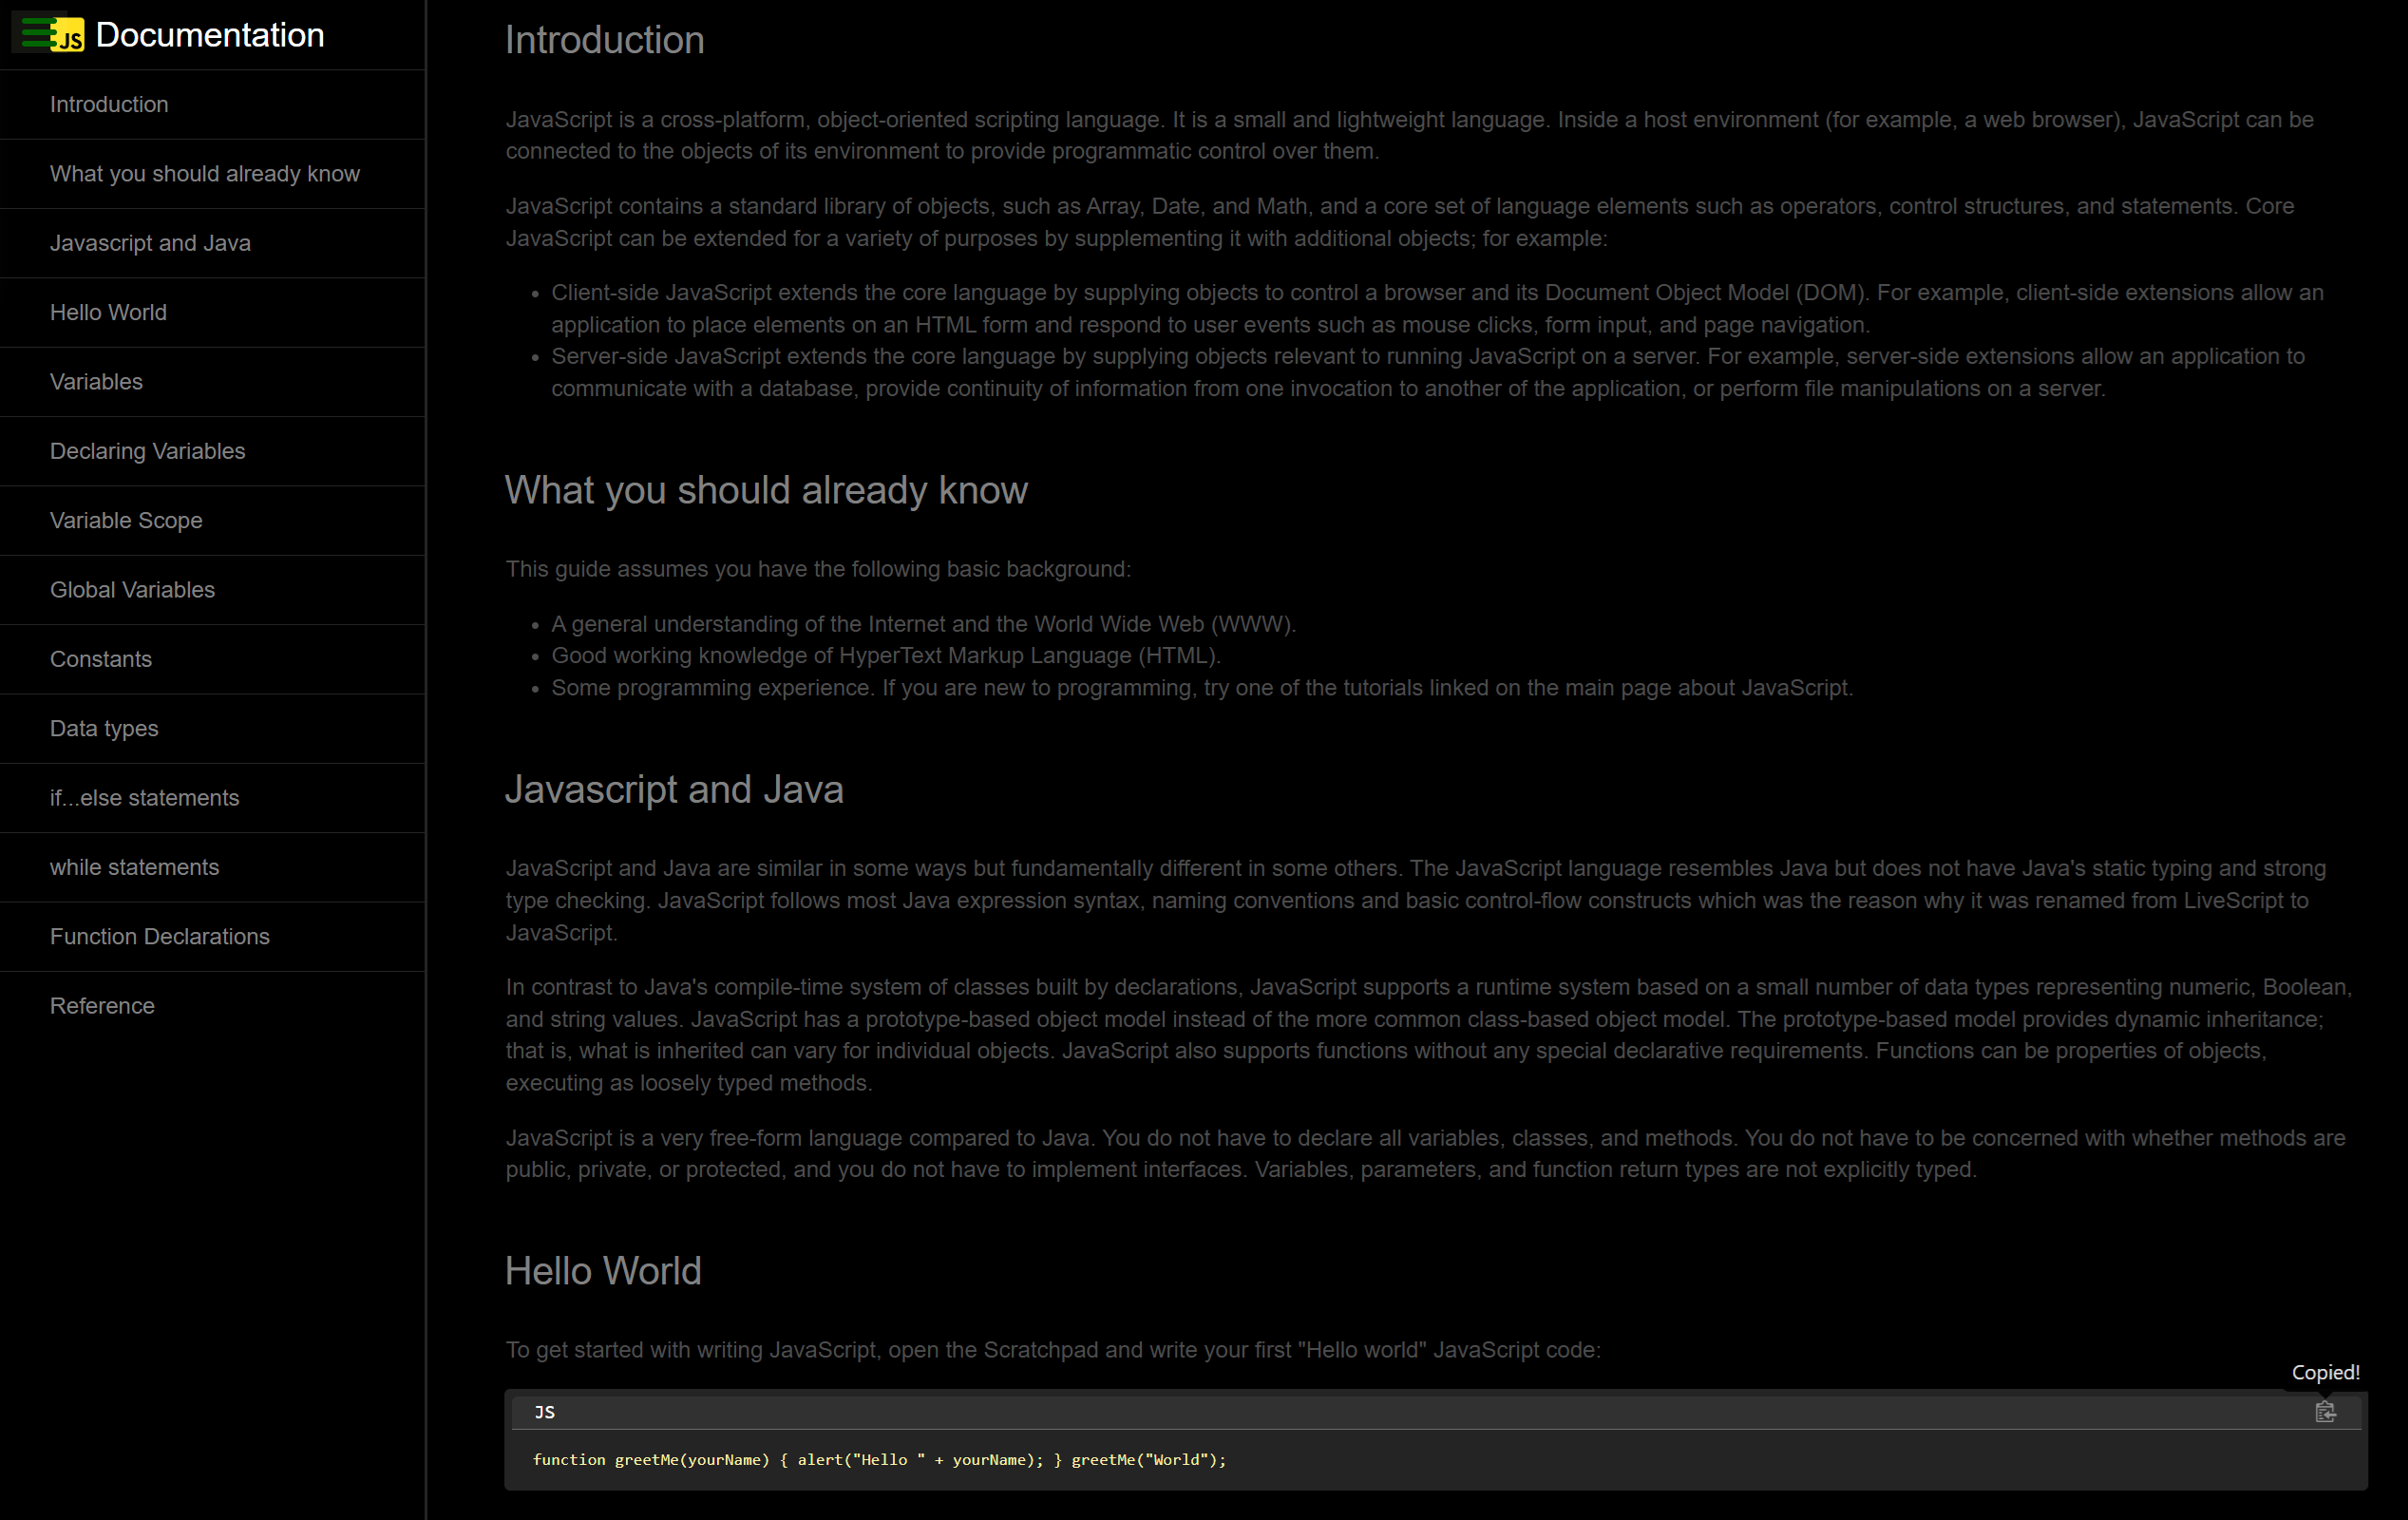 JS Documentation
Introduction
What you should already know
Javascript and Java
Hello World
Variables
Declaring Variables
Variable Scope
Global Variables
Constants
Data types
if...else statements
while statements
Function Declarations
Reference
Introduction
JavaScript is a cross-platform, object-oriented scripting language. It is a small and lightweight language. Inside a host environment (for example, a web browser), JavaScript can be
connected to the objects of its environment to provide programmatic control over them.
JavaScript contains a standard library of objects, such as Array, Date, and Math, and a core set of language elements such as operators, control structures, and statements. Core
JavaScript can be extended for a variety of purposes by supplementing it with additional objects; for example:
• Client-side JavaScript extends the core language by supplying objects to control a browser and its Document Object Model (DOM). For example, client-side extensions allow an
application to place elements on an HTML form and respond to user events such as mouse clicks, form input, and page navigation.
• Server-side JavaScript extends the core language by supplying objects relevant to running JavaScript on a server. For example, server-side extensions allow an application to
communicate with a database, provide continuity of information from one invocation to another of the application, or perform file manipulations on a server.
What you should already know
This guide assumes you have the following basic background:
• A general understanding of the Internet and the World Wide Web (WWW).
• Good working knowledge of HyperText Markup Language (HTML).
• Some programming experience. If you are new to programming, try one of the tutorials linked on the main page about JavaScript.
Javascript and Java
JavaScript and Java are similar in some ways but fundamentally different in some others. The JavaScript language resembles Java but does not have Java's static typing and strong
type checking. JavaScript follows most Java expression syntax, naming conventions and basic control-flow constructs which was the reason why it was renamed from LiveScript to
JavaScript.
In contrast to Java's compile-time system of classes built by declarations, JavaScript supports a runtime system based on a small number of data types representing numeric, Boolean,
and string values. JavaScript has a prototype-based object model instead of the more common class-based object model. The prototype-based model provides dynamic inheritance;
that is, what is inherited can vary for individual objects. JavaScript also supports functions without any special declarative requirements. Functions can be properties of objects,
executing as loosely typed methods.
JavaScript is a very free-form language compared to Java. You do not have to declare all variables, classes, and methods. You do not have to be concerned with whether methods are
public, private, or protected, and you do not have to implement interfaces. Variables, parameters, and function return types are not explicitly typed.
Hello World
To get started with writing JavaScript, open the Scratchpad and write your first "Hello world" JavaScript code:
Copied!
JS
function greetMe(yourName) { alert("Hello " + yourName); } greetMe("World");